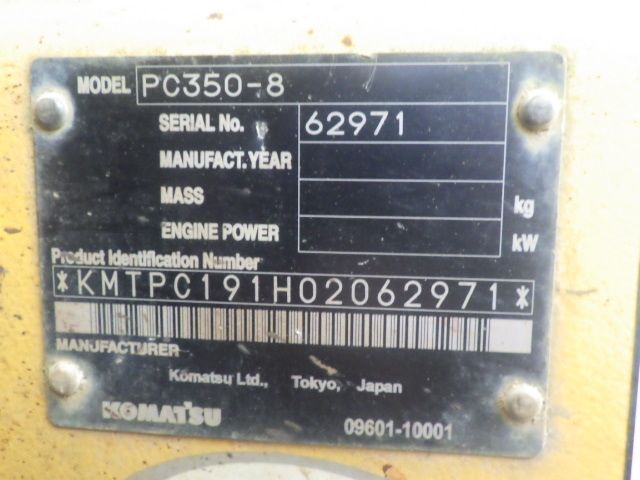 MODEL PC350-8
SERIAL No. 62971
MANUFACT. YEAR
MASS kg
ENGINE POWER kW
Product Identification Number
*KMTPC191H02062971*
MANUFACTURER
Komatsu Ltd., Tokyo, Japan
KOMATSU 09601-10001